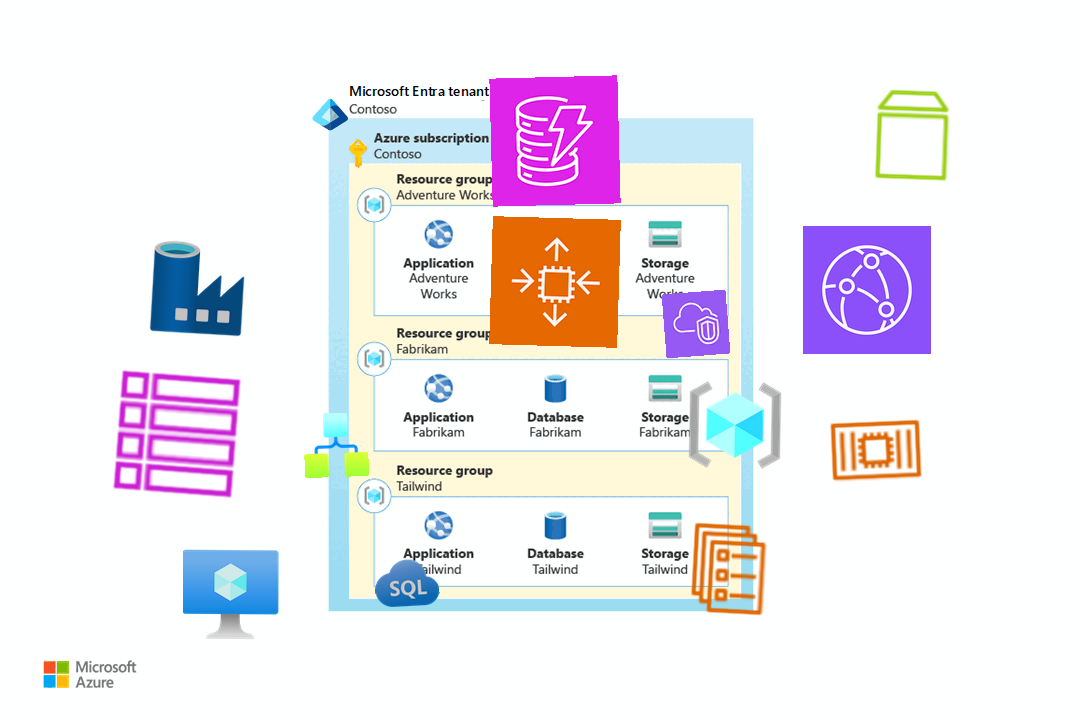 Microsoft Entra tenant
Contoso
Azure subscription
Contoso
Resource group
Adventure Works
Application
Adventure
Works
Storage
Adventure
Works
Resource group
Fabrikam
Application
Fabrikam
Database
Fabrikam
Storage
Fabrikam
Resource group
Tailwind
Application
Tailwind
Database
Tailwind
Storage
Tailwind
SQL
Microsoft
Azure